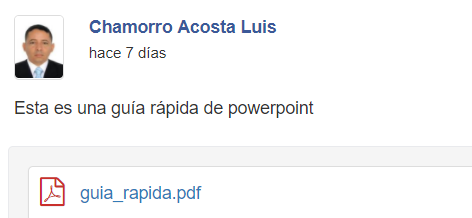 Chamorro Acosta Luis
hace 7 días
Esta es una guía rápida de powerpoint
guia_rapida.pdf